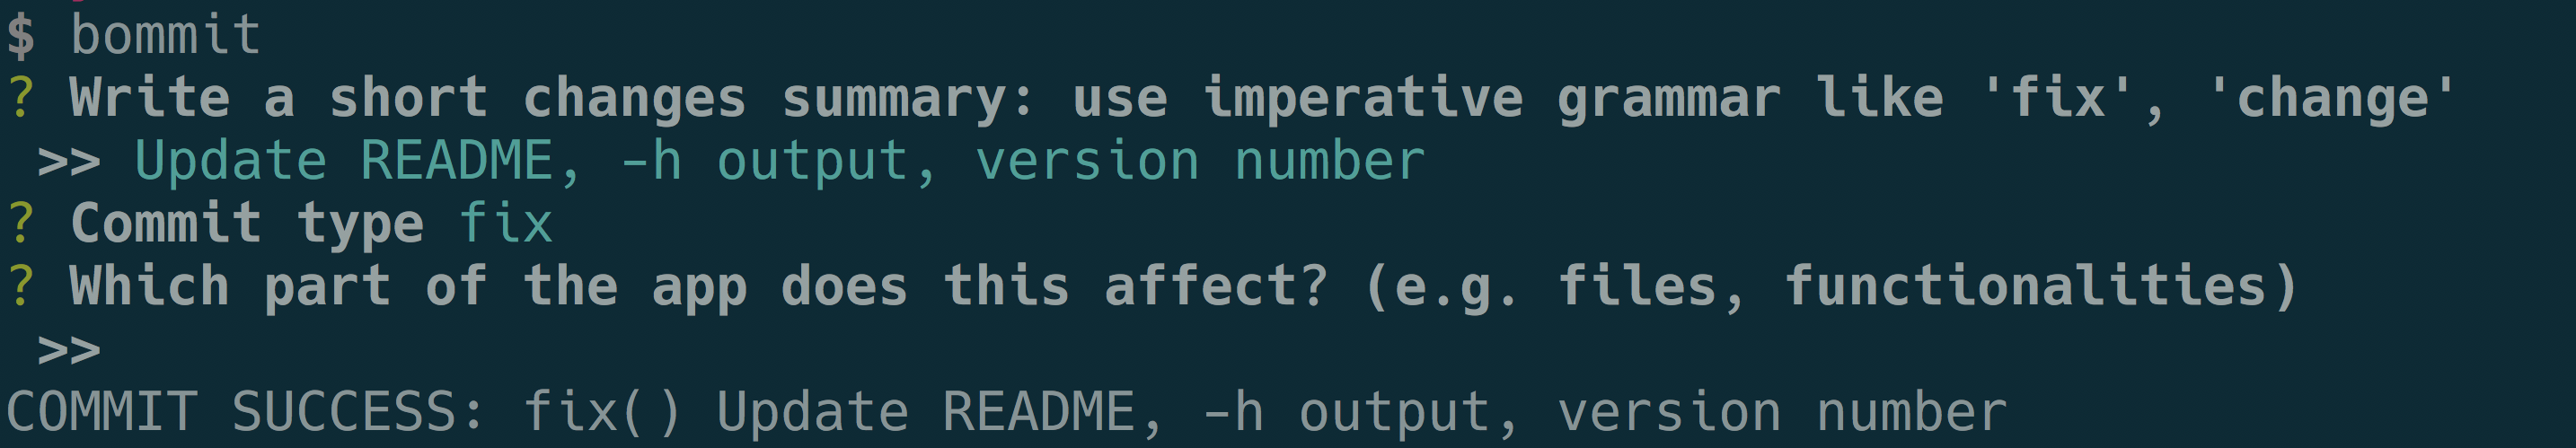 $ bommit
? Write a short changes summary: use imperative grammar like 'fix', 'change'
>> Update README, -h output, version number
? Commit type fix
? Which part of the app does this affect? (e.g. files, functionalities)
>>
COMMIT SUCCESS: fix() Update README, -h output, version number